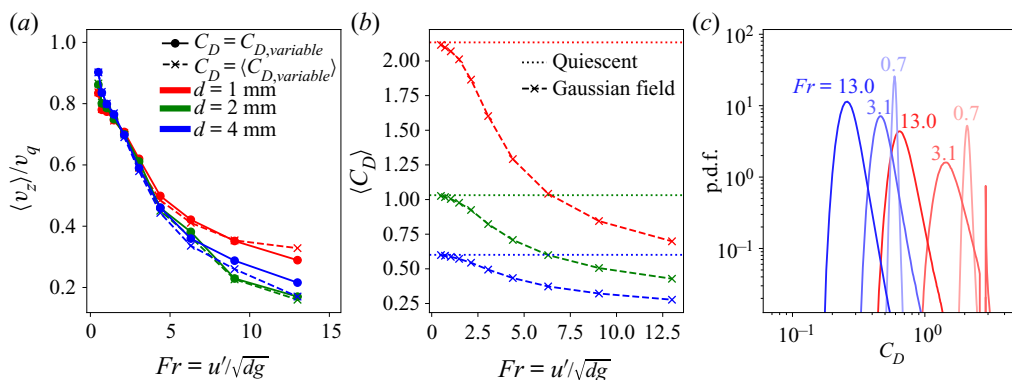 (a)
1.0
0.8
0.6
0.4
0.2
⟨v_z⟩/v_q
C_D = C_{D,variable}
C_D = ⟨C_{D,variable}⟩
d = 1 mm
d = 2 mm
d = 4 mm
0 5 10 15
Fr = u′/√dg
(b)
2.00
1.75
1.50
1.25
1.00
0.75
0.50
0.25
⟨C_D⟩
Quiescent
Gaussian field
0 2.5 5.0 7.5 10.0 12.5
Fr = u′/√dg
(c)
10²
10¹
10⁰
10⁻¹
p.d.f.
0.7
Fr = 13.0
3.1
13.0
0.7
3.1
10⁻¹ 10⁰
C_D